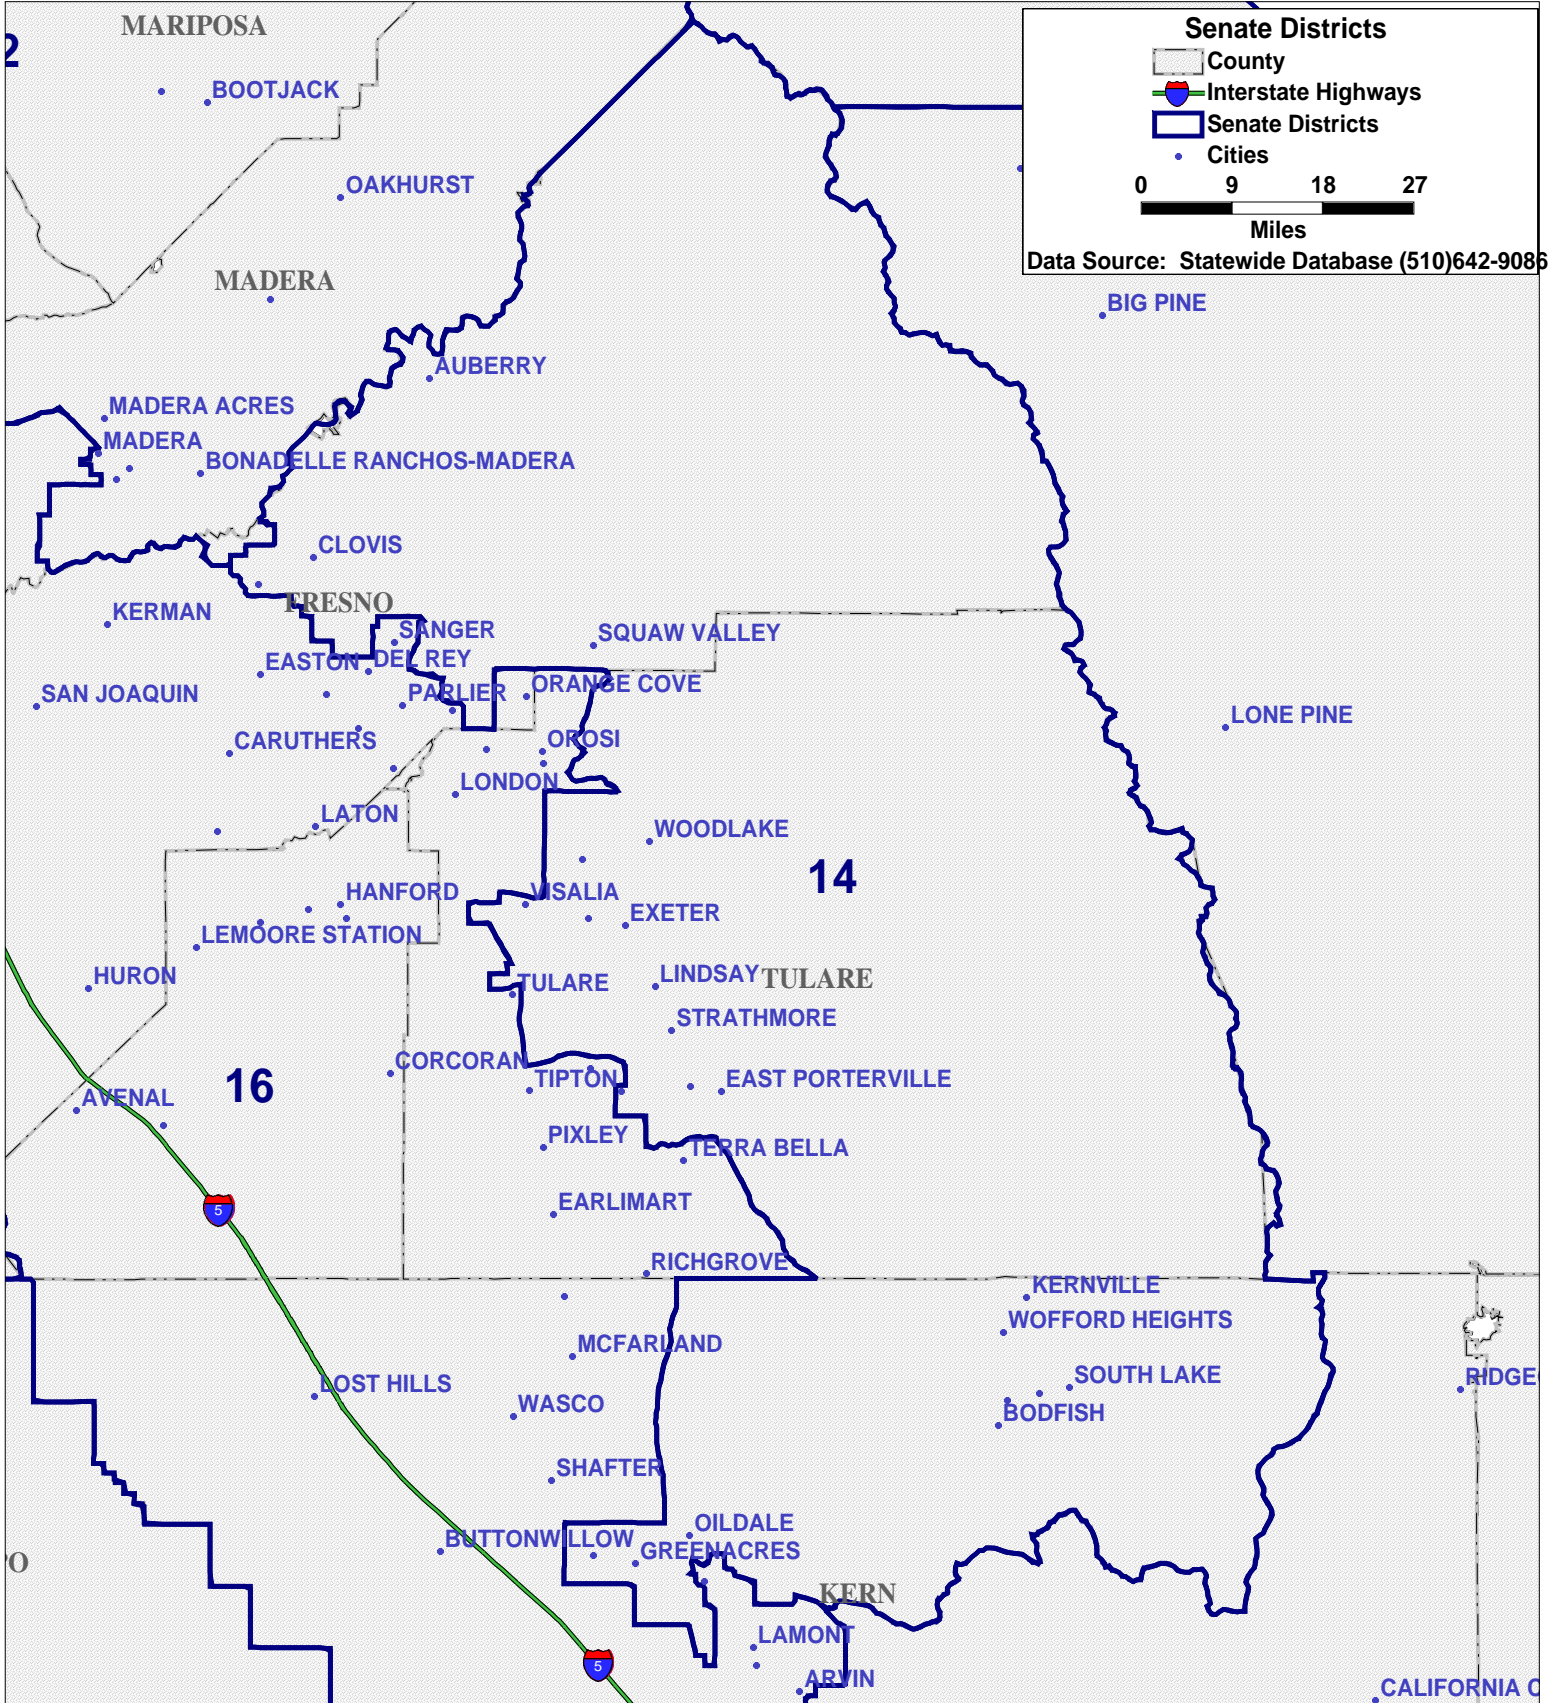 MARIPOSA
2
BOOTJACK
Senate Districts
County
Interstate Highways
Senate Districts
Cities
0 9 18 27
Miles
Data Source: Statewide Database (510)642-9086
OAKHURST
MADERA
BIG PINE
AUBERRY
MADERA ACRES
MADERA
BONADELLE RANCHOS-MADERA
CLOVIS
FRESNO
KERMAN
SANGER
SQUAW VALLEY
EASTON
DEL REY
SAN JOAQUIN
PARLIER
ORANGE COVE
LONE PINE
CARUTHERS
OROSI
LONDON
LATON
WOODLAKE
14
HANFORD
VISALIA
EXETER
LEMOORE STATION
HURON
TULARE
LINDSAY
TULARE
STRATHMORE
CORCORAN
16
TIPTON
EAST PORTERVILLE
AVENAL
PIXLEY
TERRA BELLA
EARLIMART
5
RICHGROVE
KERNVILLE
WOFFORD HEIGHTS
MCFARLAND
LOST HILLS
SOUTH LAKE
RIDGE
WASCO
BODFISH
SHAFTER
OILDALE
BUTTONWILLOW
GREENACRES
KERN
LAMONT
5
ARVIN
CALIFORNIA C